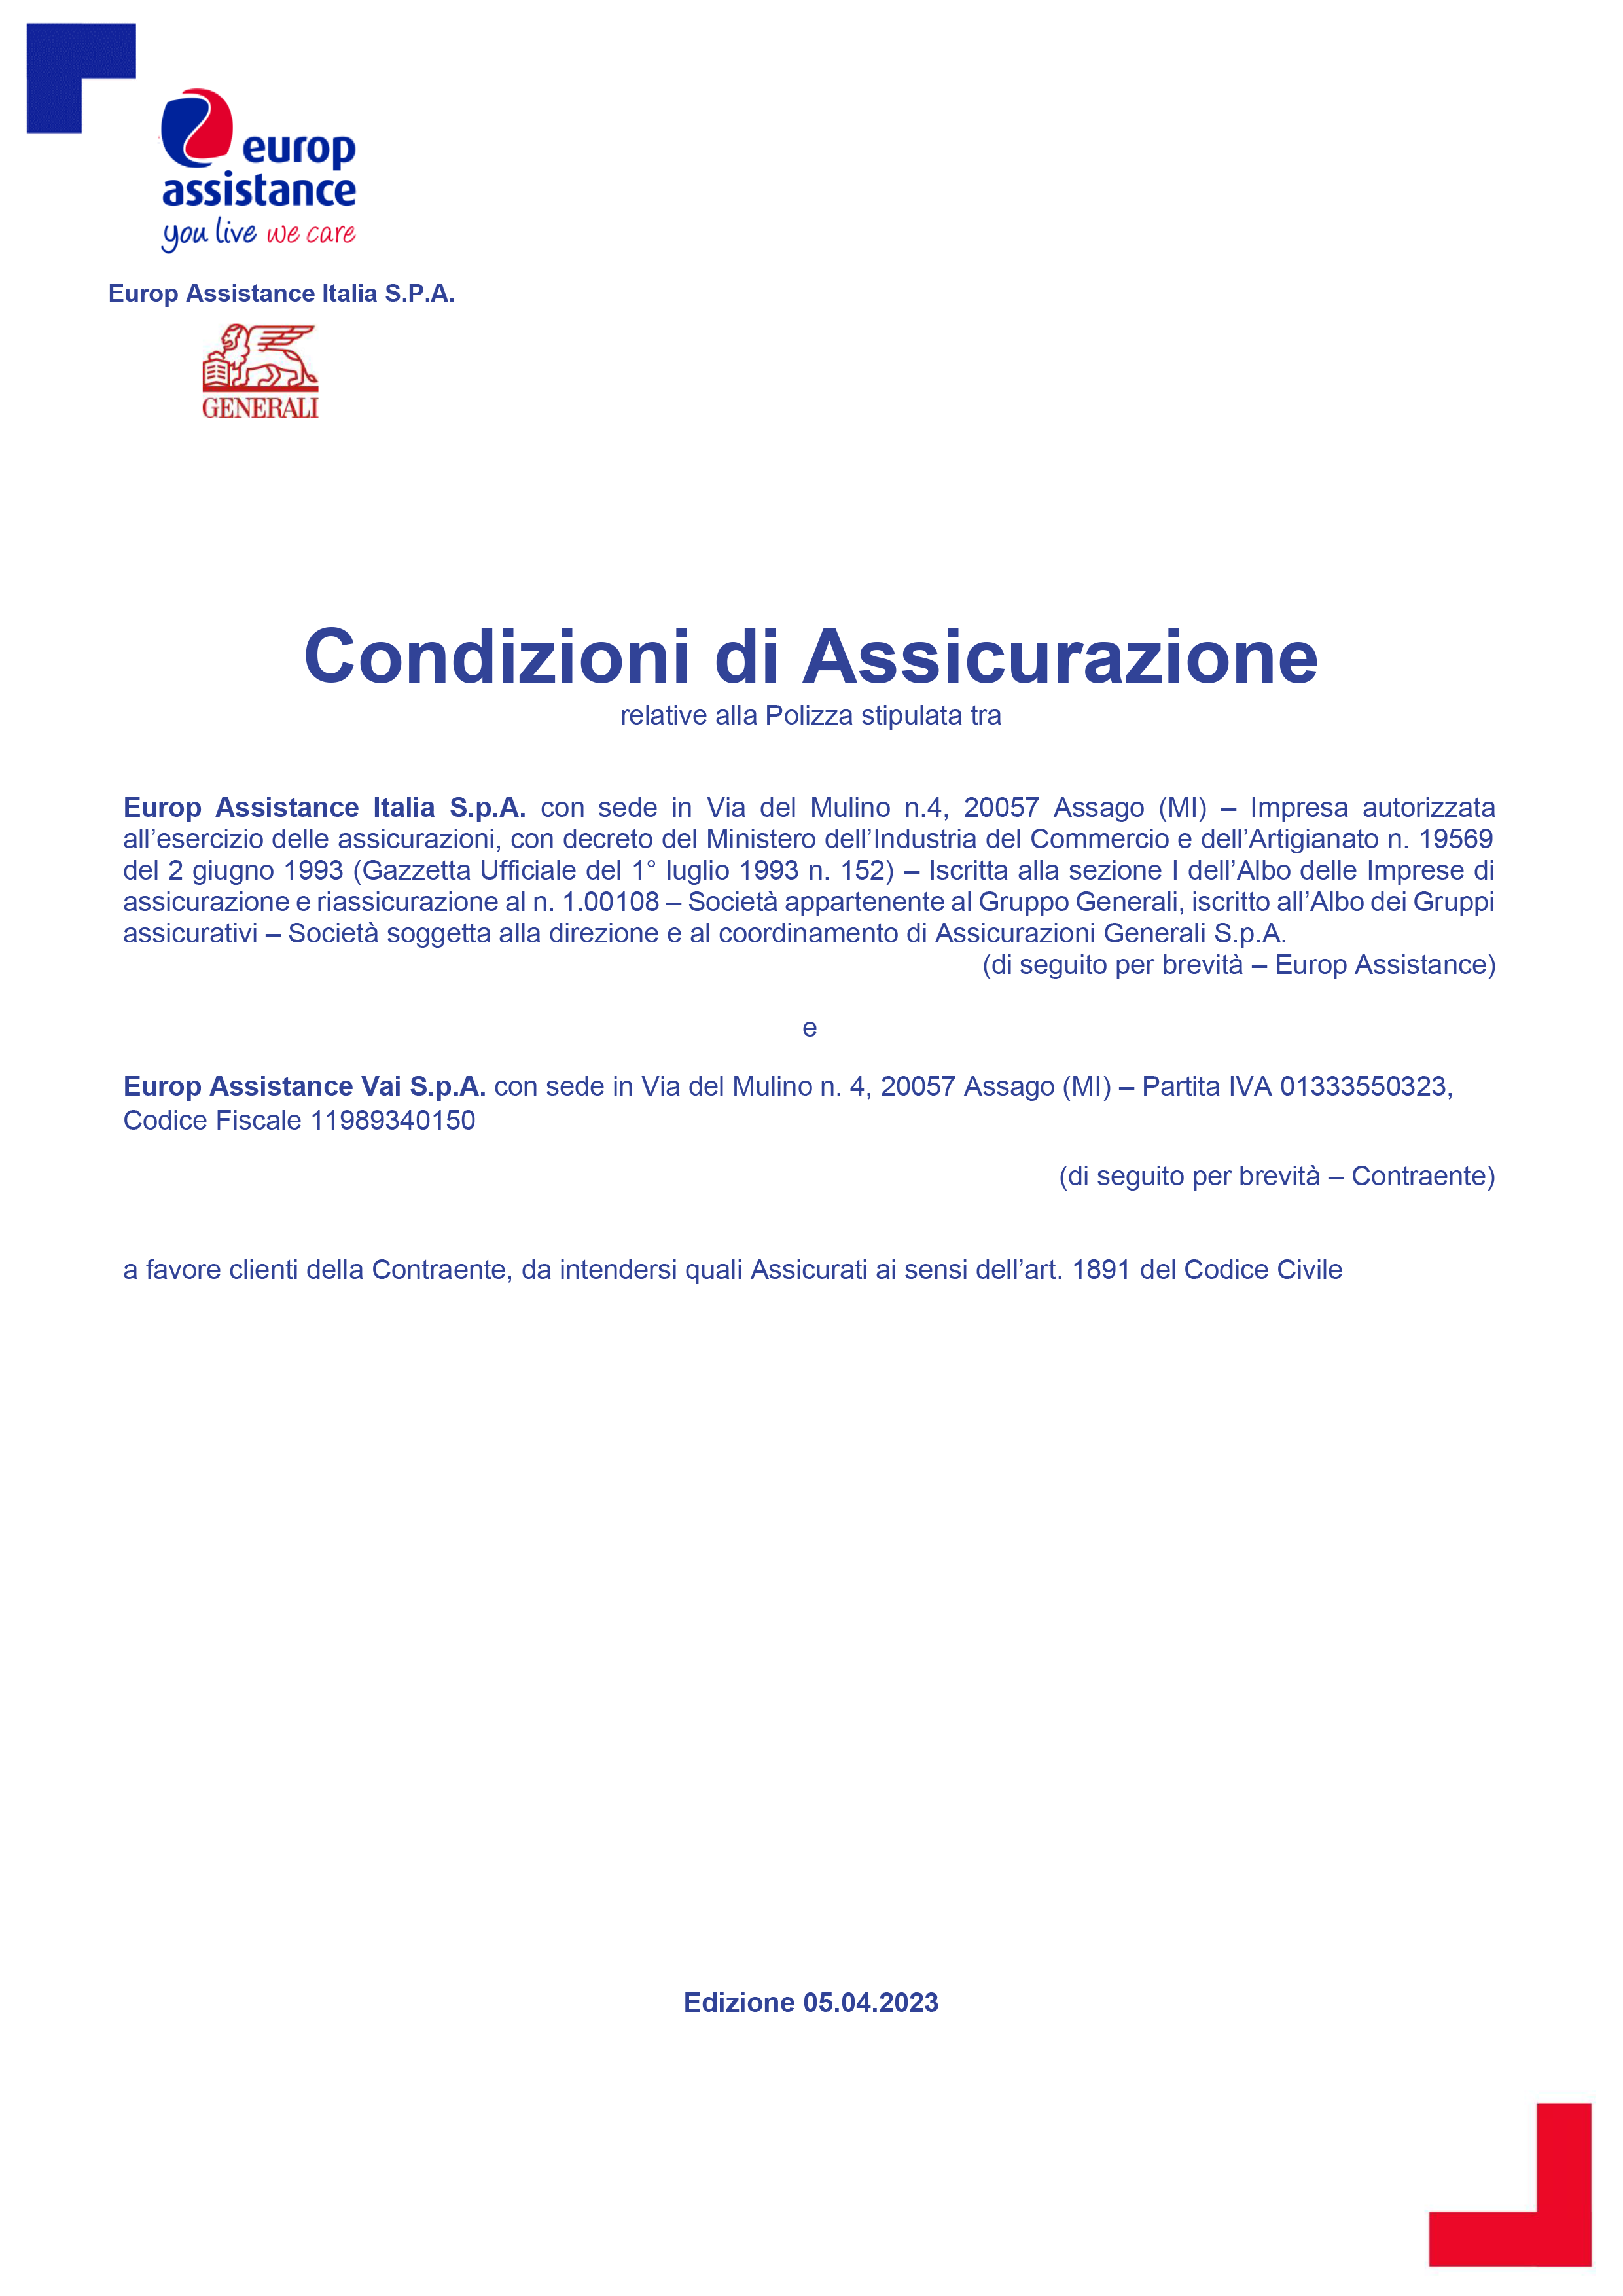 europ
assistance
you live we care
Europ Assistance Italia S.P.A.
GENERALI
Condizioni di Assicurazione
relative alla Polizza stipulata tra
Europ Assistance Italia S.p.A. con sede in Via del Mulino n.4, 20057 Assago (MI) – Impresa autorizzata
all’esercizio delle assicurazioni, con decreto del Ministero dell’Industria del Commercio e dell’Artigianato n. 19569
del 2 giugno 1993 (Gazzetta Ufficiale del 1° luglio 1993 n. 152) – Iscritta alla sezione I dell’Albo delle Imprese di
assicurazione e riassicurazione al n. 1.00108 – Società appartenente al Gruppo Generali, iscritto all’Albo dei Gruppi
assicurativi – Società soggetta alla direzione e al coordinamento di Assicurazioni Generali S.p.A.
(di seguito per brevità – Europ Assistance)
e
Europ Assistance Vai S.p.A. con sede in Via del Mulino n. 4, 20057 Assago (MI) – Partita IVA 01333550323,
Codice Fiscale 11989340150
(di seguito per brevità – Contraente)
a favore clienti della Contraente, da intendersi quali Assicurati ai sensi dell’art. 1891 del Codice Civile
Edizione 05.04.2023